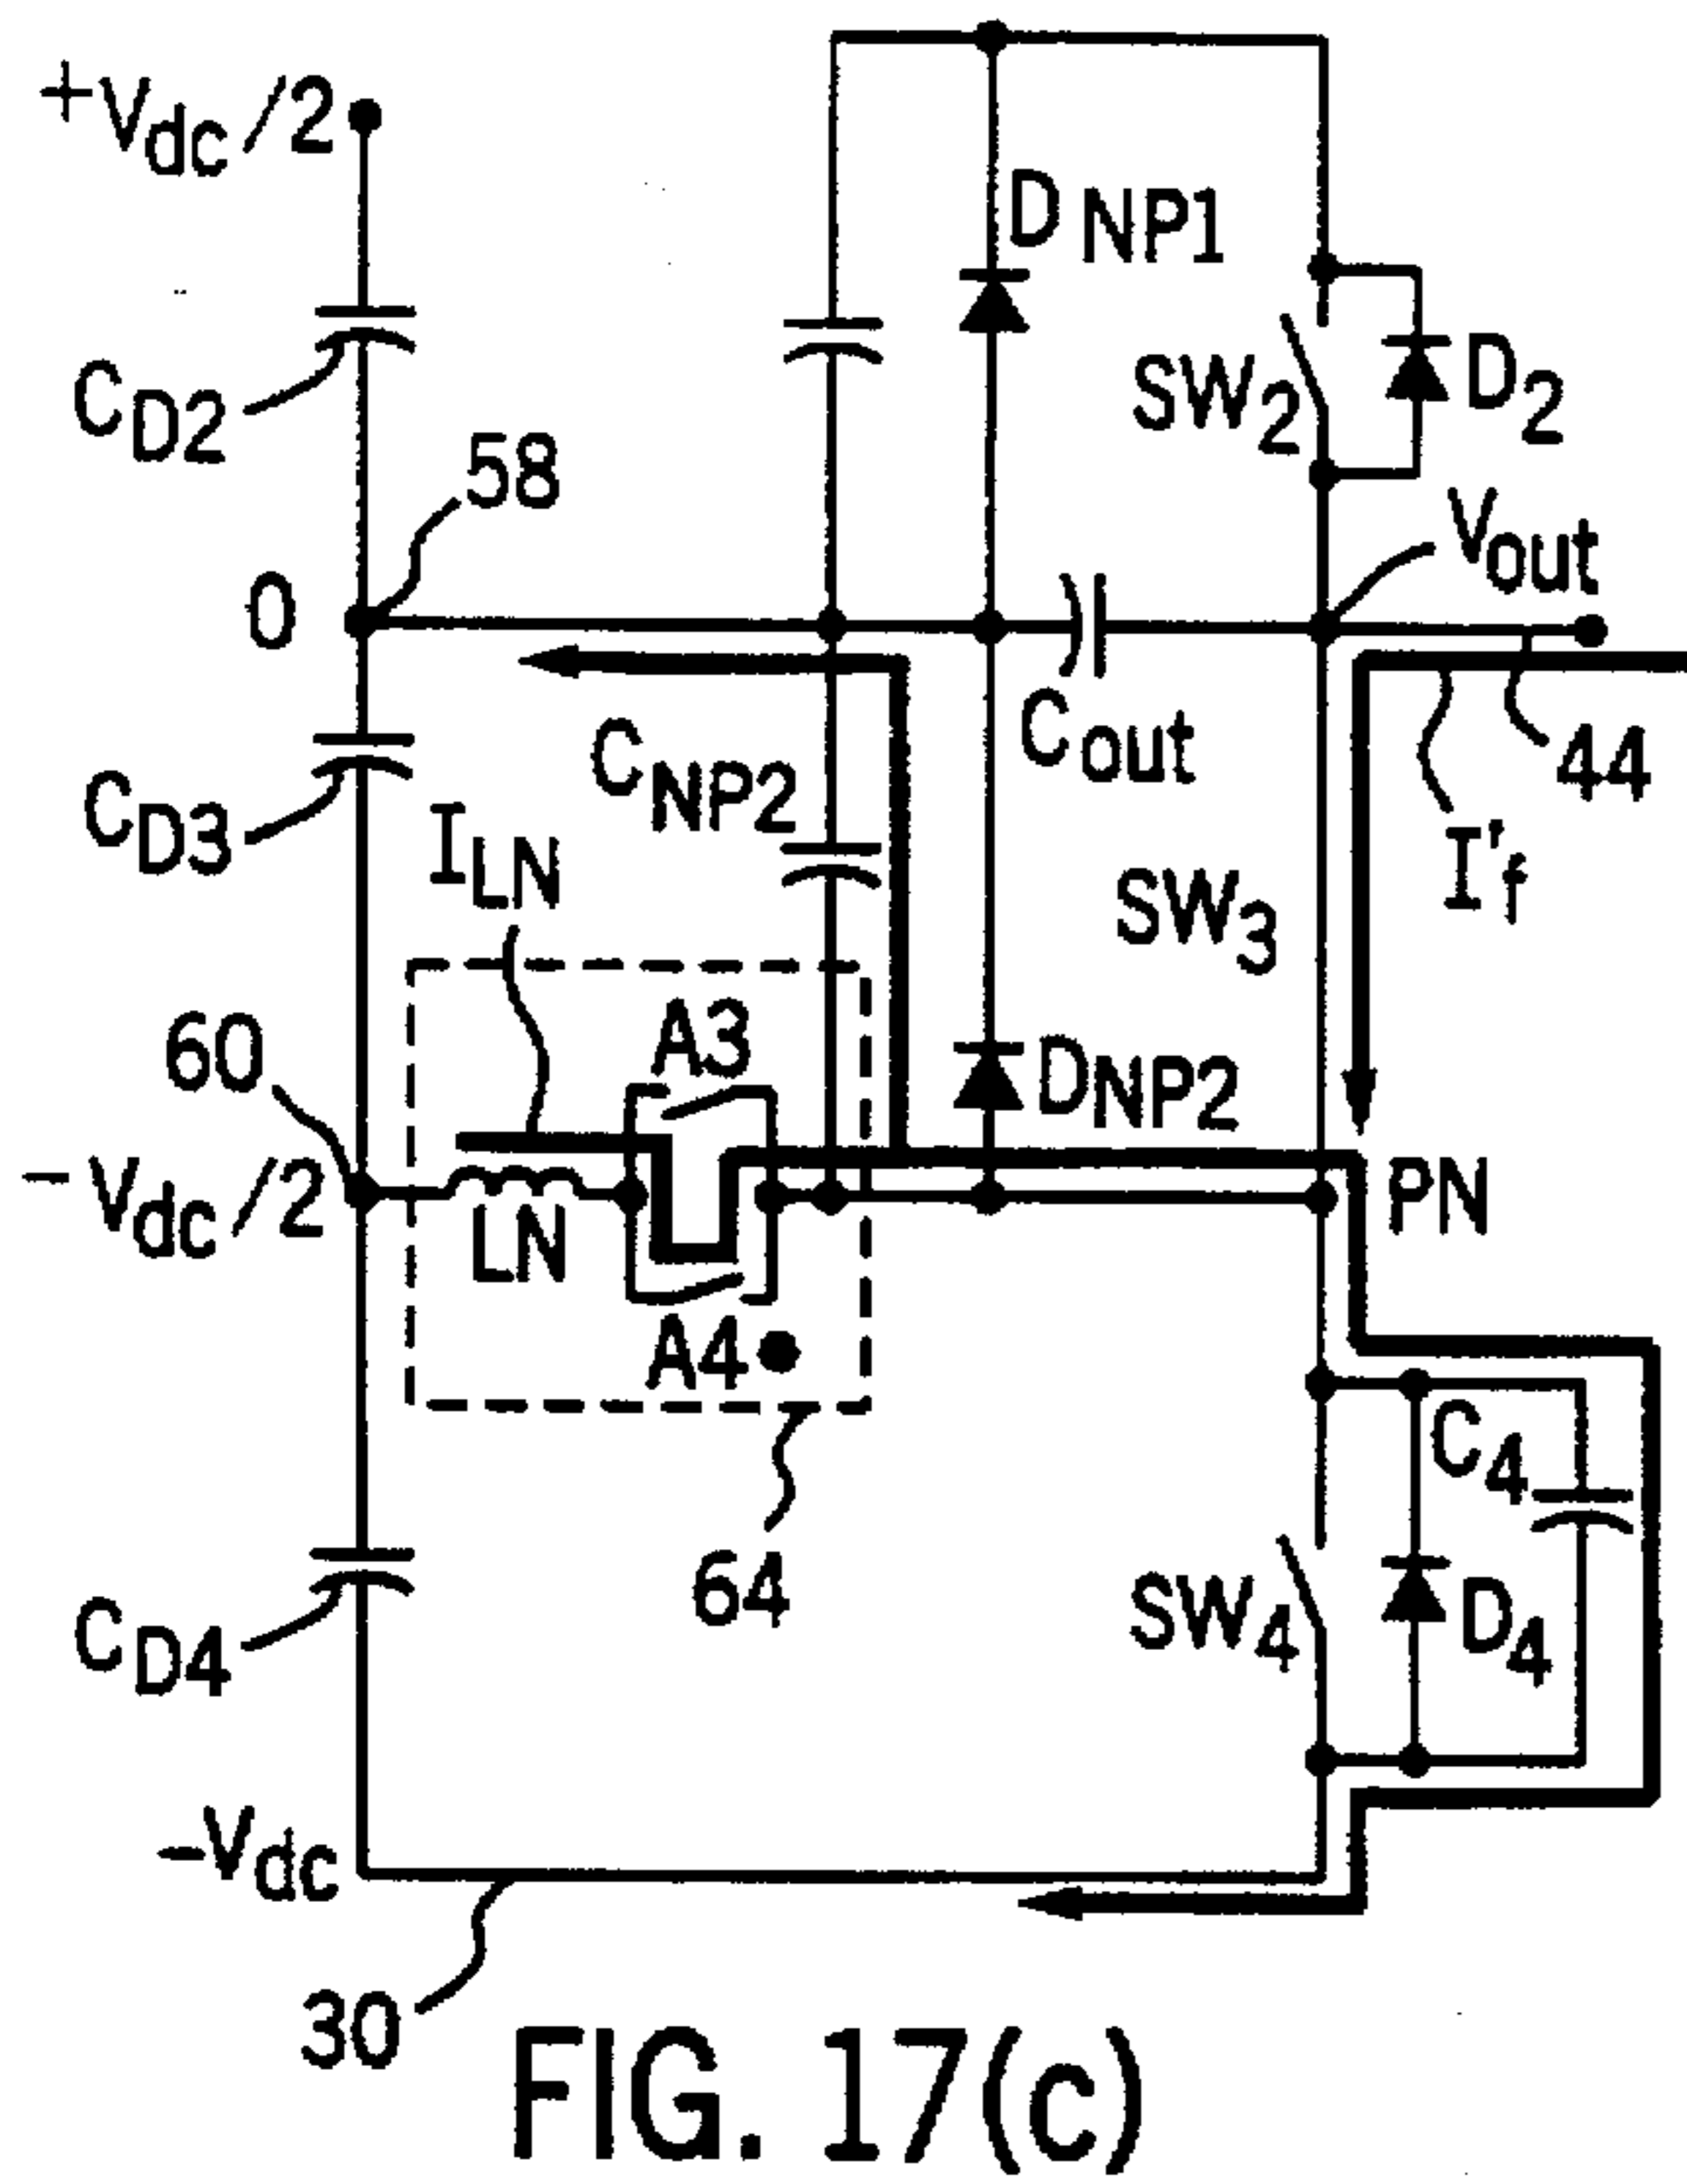 +Vdc/2
DNP1
CD2
SW2
D2
58
Vout
0
Cout
44
CD3
CNP2
ILN
I'f
SW3
A3
60
DNP2
-Vdc/2
LN
PN
A4
C4
64
CD4
SW4
D4
-Vdc
30
FIG. 17(c)